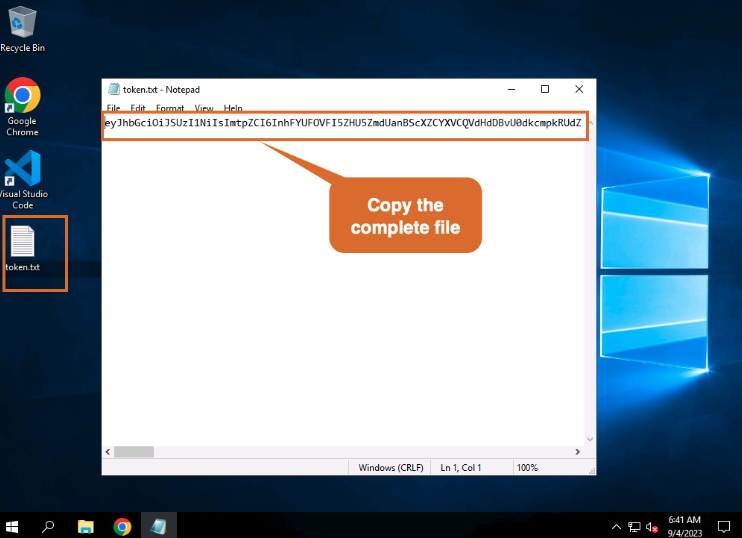 Recycle Bin
Google
Chrome
Visual Studio
Code
token.txt
token.txt - Notepad
File Edit Format View Help
eyJhbGciOiJSUzI1NiIsImtpZCI6InhFYUFOVFI5ZHU5ZmdUanBScXZCYXVCQVdHdDBvU0dkcmpkRUdZ
Copy the
complete file
Windows (CRLF) Ln 1, Col 1 100%
6:41 AM
9/4/2023